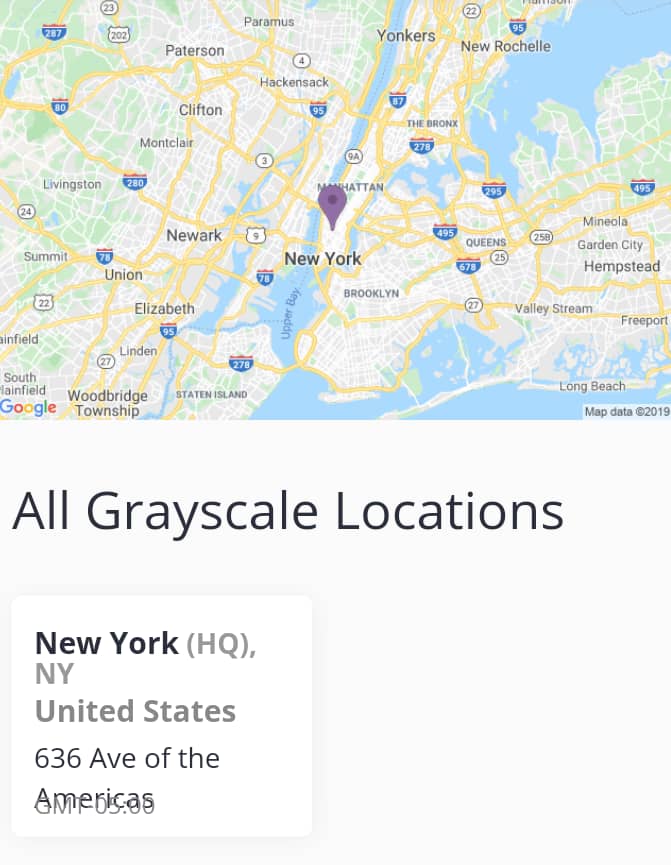 23
22
Paramus
287
202
Yonkers
95
Paterson
New Rochelle
4
Hackensack
80
95
87
Clifton
THE BRONX
Montclair
278
3
9A
Livingston
280
MANHATTAN
295
495
24
Mineola
Newark
9
495
QUEENS
25B
Garden City
Summit
78
New York
25
Hempstead
Union
78
678
22
BROOKLYN
Elizabeth
Upper Bay
27
Valley Stream
95
Freeport
ainfield
Linden
27
278
South
lainfield
Woodbridge
Township
STATEN ISLAND
Long Beach
Google
Map data ©2019
All Grayscale Locations
New York (HQ),
NY
United States
636 Ave of the
Americas
GMT-05:00